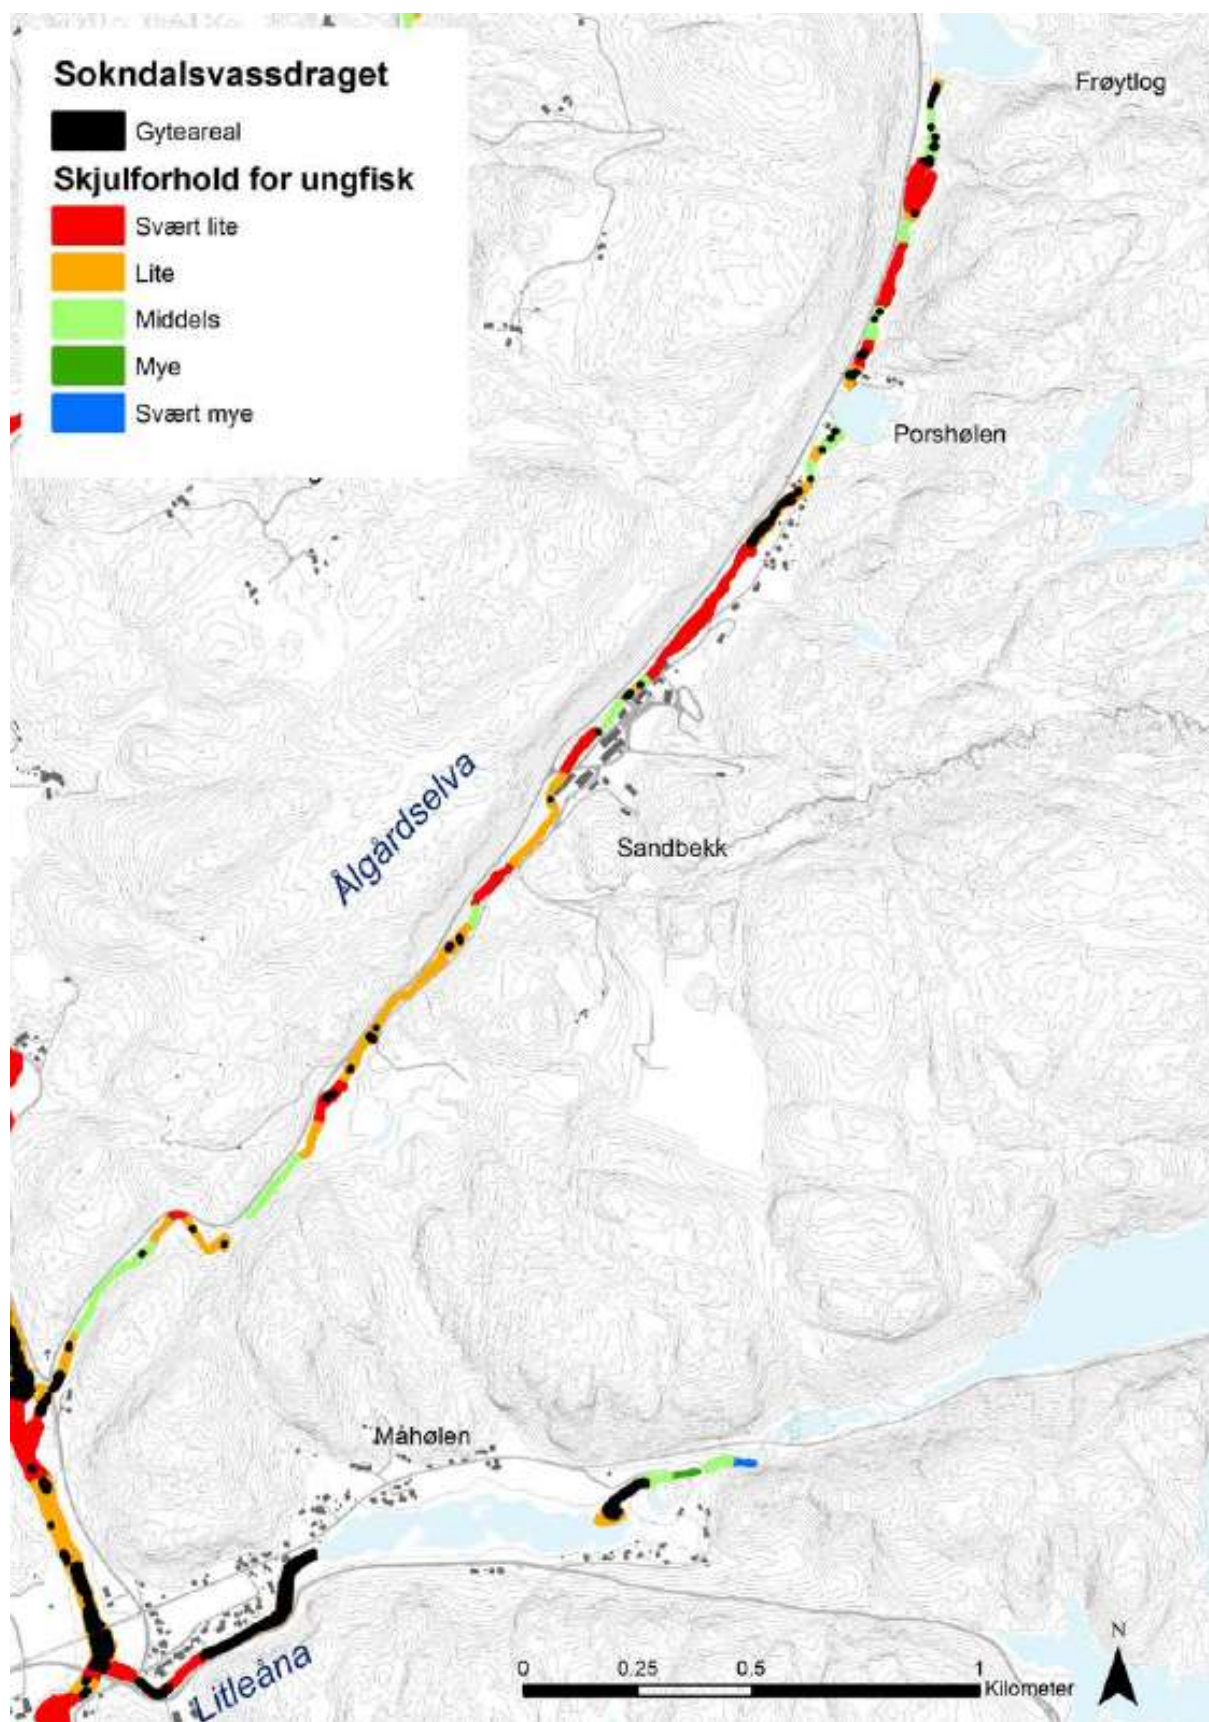 Sokndalsvassdraget
Gyteareal
Skjulforhold for ungfisk
Svært lite
Lite
Middels
Mye
Svært mye
Frøytlog
Porshølen
Ålgårdselva
Sandbekk
Måhølen
Litleåna
N
0 0.25 0.5 1
Kilometer